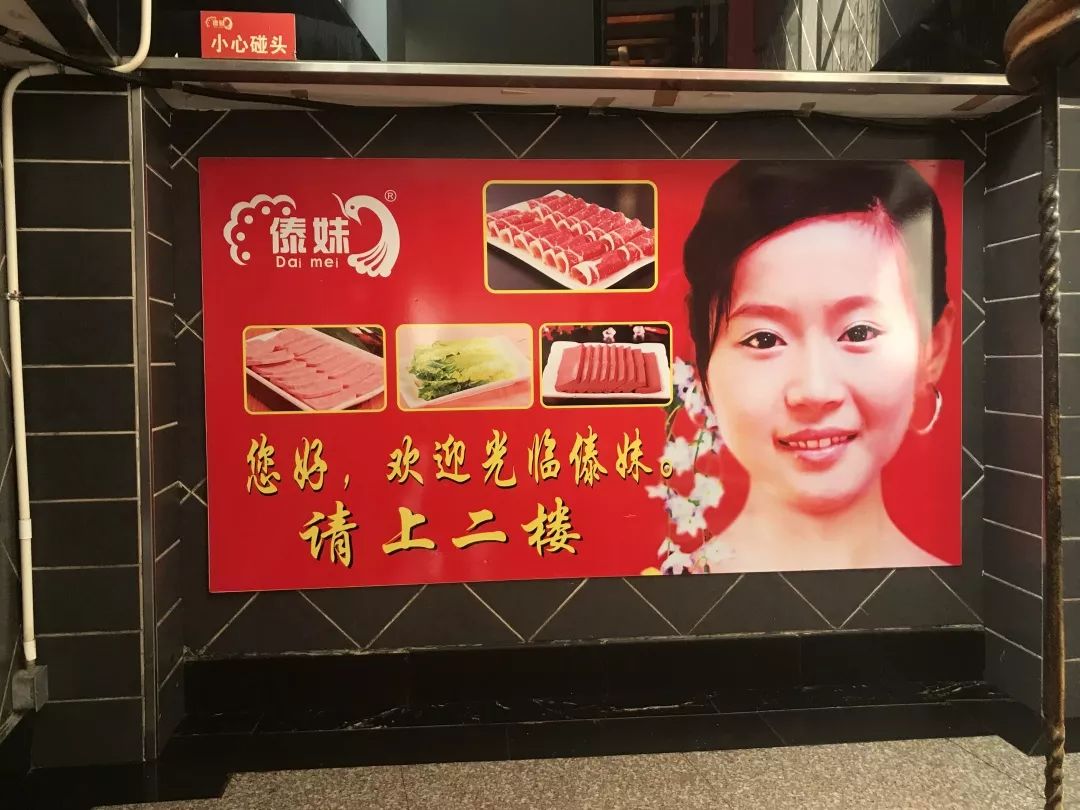 小心碰头
傣妹®
Dai mei
您好，欢迎光临傣妹。
请上二楼